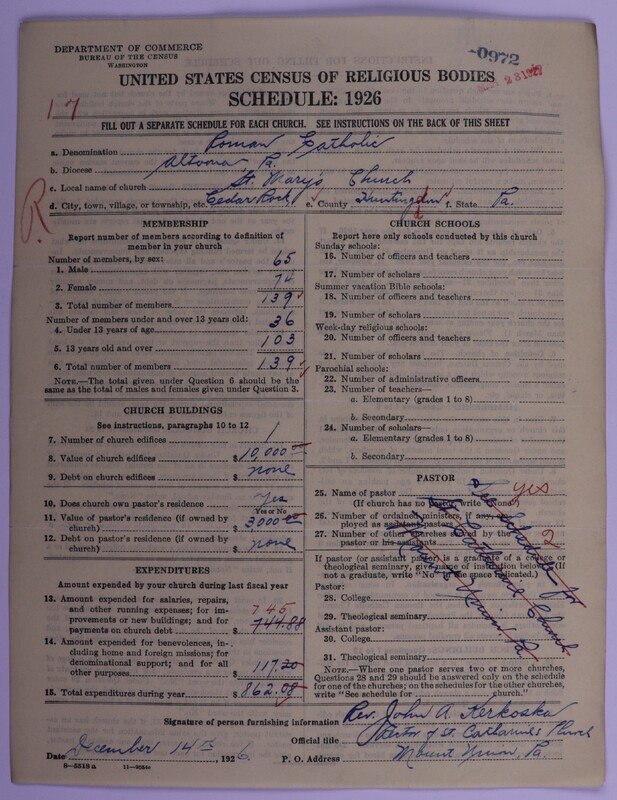 DEPARTMENT OF COMMERCE
BUREAU OF THE CENSUS
WASHINGTON
-0972
UNITED STATES CENSUS OF RELIGIOUS BODIES
SCHEDULE: 1926
17
FILL OUT A SEPARATE SCHEDULE FOR EACH CHURCH. SEE INSTRUCTIONS ON THE BACK OF THIS SHEET
a. Denomination Roman Catholic
b. Diocese Altoona Pa.
c. Local name of church St. Mary's Church
d. City, town, village, or township, etc. Cedar Rock e. County Huntingdon f. State Pa.
R
MEMBERSHIP
Report number of members according to definition of member in your church
Number of members, by sex:
1. Male 65
2. Female 74
3. Total number of members 139
Number of members under and over 13 years old:
4. Under 13 years of age 36
5. 13 years old and over 103
6. Total number of members 139
NOTE.—The total given under Question 6 should be the same as the total of males and females given under Question 3.
CHURCH BUILDINGS
See instructions, paragraphs 10 to 12
7. Number of church edifices 1
8. Value of church edifices $10,000 00
9. Debt on church edifices $ none
10. Does church own pastor's residence yes
Yes or No
11. Value of pastor's residence (if owned by church) $3000 00
12. Debt on pastor's residence (if owned by church) $ none
EXPENDITURES
Amount expended by your church during last fiscal year
13. Amount expended for salaries, repairs, and other running expenses; for improvements or new buildings; and for payments on church debt $ 744.88
745
14. Amount expended for benevolences, including home and foreign missions; for denominational support; and for all other purposes $ 117.20
15. Total expenditures during year $ 862.08
CHURCH SCHOOLS
Report here only schools conducted by this church
Sunday schools:
16. Number of officers and teachers
17. Number of scholars
Summer vacation Bible schools:
18. Number of officers and teachers
19. Number of scholars
Week-day religious schools:
20. Number of officers and teachers
21. Number of scholars
Parochial schools:
22. Number of administrative officers
23. Number of teachers—
a. Elementary (grades 1 to 8)
b. Secondary
24. Number of scholars—
a. Elementary (grades 1 to 8)
b. Secondary
PASTOR
25. Name of pastor yes
(If church has no pastor, write "None")
26. Number of ordained ministers, if any, employed as assistant pastors
27. Number of other churches served by the pastor or his assistants 2
If pastor (or assistant pastor) is a graduate of a college or theological seminary, give name of institution below. (If not a graduate, write "No" in the space indicated.)
See Schedule for
St. Catharine Church
Mount Union, Pa.
Pastor:
28. College
29. Theological seminary
Assistant pastor:
30. College
31. Theological seminary
NOTE.—Where one pastor serves two or more churches, Questions 28 and 29 should be answered only on the schedule for one of the churches; on the schedules for the other churches, write "See schedule for church."
Signature of person furnishing information Rev. John A. Kerkoska
Official title Rector of St. Catharines Church
Date December 14th, 1926 P. O. Address Mount Union, Pa.
8-5518a 11-9054